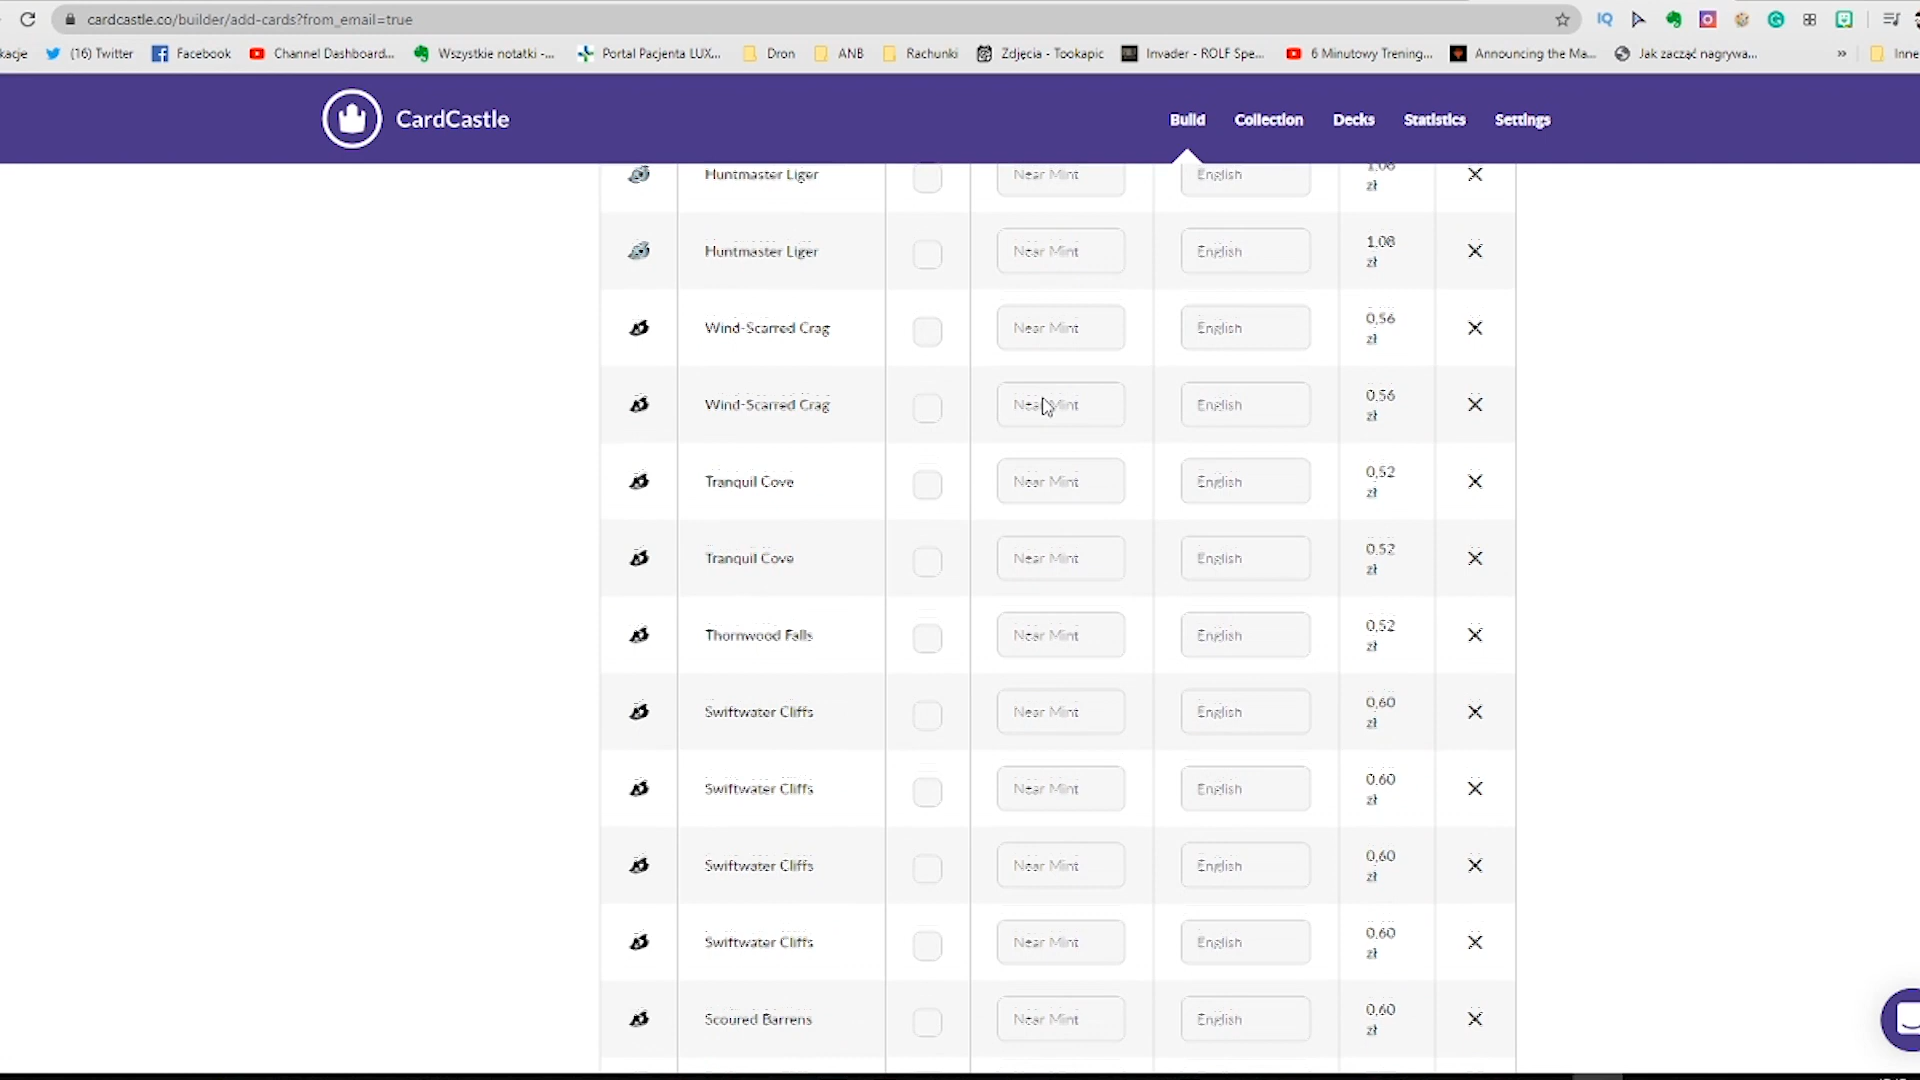 cardcastle.co/builder/add-cards?from_email=true
kacje
(16) Twitter
Facebook
Channel Dashboard...
Wszystkie notatki -...
Portal Pacjenta LUX...
Dron
ANB
Rachunki
Zdjęcia - Tookapic
Invader - ROLF Spe...
6 Minutowy Trening...
Announcing the Ma...
Jak zacząć nagrywa...
»
Inne
CardCastle
Build
Collection
Decks
Statistics
Settings
Huntmaster Liger Near Mint English 1,08
zł
Huntmaster Liger Near Mint English 1,08
zł
Wind-Scarred Crag Near Mint English 0,56
zł
Wind-Scarred Crag Near Mint English 0,56
zł
Tranquil Cove Near Mint English 0,52
zł
Tranquil Cove Near Mint English 0,52
zł
Thornwood Falls Near Mint English 0,52
zł
Swiftwater Cliffs Near Mint English 0,60
zł
Swiftwater Cliffs Near Mint English 0,60
zł
Swiftwater Cliffs Near Mint English 0,60
zł
Swiftwater Cliffs Near Mint English 0,60
zł
Scoured Barrens Near Mint English 0,60
zł